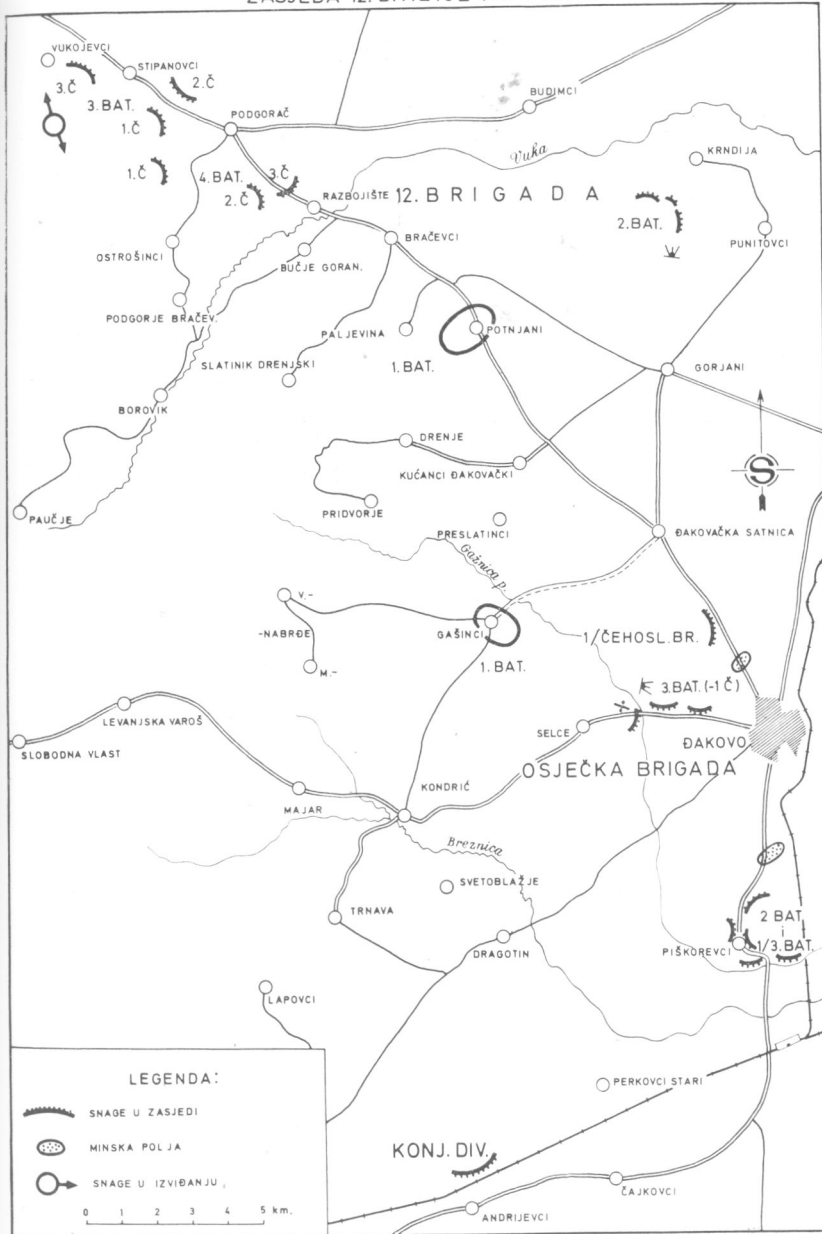 ZASJEDA 12.
VUKOJEVCI
STIPANOVCI
3.Č
2.Č
3. BAT.
1.Č
PODGORAČ
BUDIMCI
1.Č
4. BAT.
3.Č
2.Č
Vuka
KRNDIJA
RAZBOJIŠTE
12. BRIGADA
2. BAT.
BRAČEVCI
PUNITOVCI
OSTROŠINCI
BUČJE GORAN.
PODGORJE BRAČEV.
PALJEVINA
POTNJANI
SLATINIK DRENJSKI
1. BAT.
GORJANI
BOROVIK
DRENJE
KUĆANCI ĐAKOVAČKI
S
PAUČJE
PRIDVORJE
PRESLATINCI
ĐAKOVAČKA SATNICA
Gažnica p.
V.-
-NABRĐE
M.-
GAŠINCI
1/ČEHOSL. BR.
1. BAT.
3. BAT. (-1 Č)
LEVANJSKA VAROŠ
SELCE
ĐAKOVO
SLOBODNA VLAST
OSJEČKA BRIGADA
MAJAR
KONDRIĆ
Breznica
SVETOBLAŽJE
TRNAVA
2 BAT.
i
1/3. BAT.
DRAGOTIN
PIŠKOREVCI
LAPOVCI
PERKOVCI STARI
KONJ. DIV.
ČAJKOVCI
ANDRIJEVCI
LEGENDA:
SNAGE U ZASJEDI
MINSKA POLJA
SNAGE U IZVIĐANJU
0 1 2 3 4 5 km.